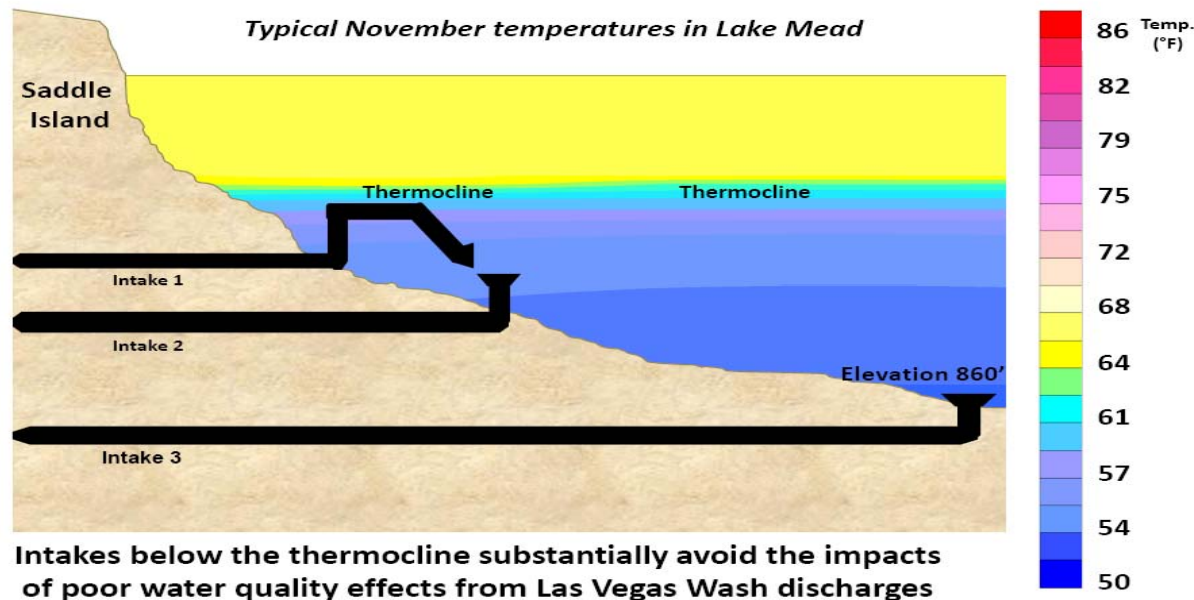 Typical November temperatures in Lake Mead
Saddle
Island
Thermocline
Thermocline
Intake 1
Intake 2
Elevation 860’
Intake 3
Temp.
(°F)
86
82
79
75
72
68
64
61
57
54
50
Intakes below the thermocline substantially avoid the impacts
of poor water quality effects from Las Vegas Wash discharges